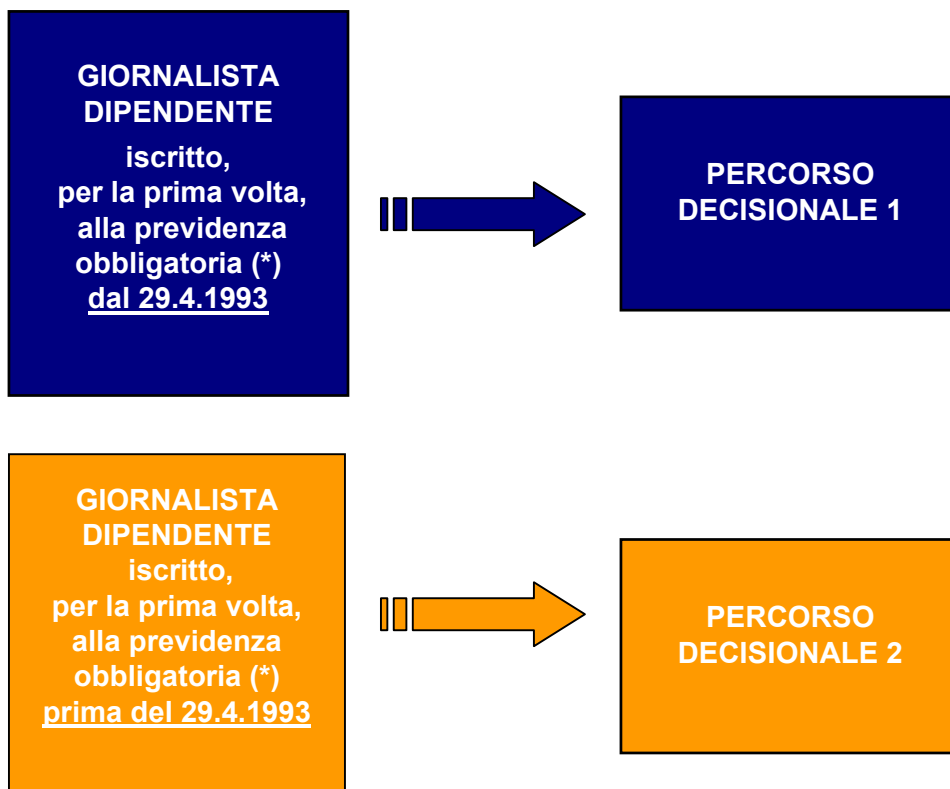 GIORNALISTA
DIPENDENTE
iscritto,
per la prima volta,
alla previdenza
obbligatoria (*)
dal 29.4.1993
PERCORSO
DECISIONALE 1
GIORNALISTA
DIPENDENTE
iscritto,
per la prima volta,
alla previdenza
obbligatoria (*)
prima del 29.4.1993
PERCORSO
DECISIONALE 2